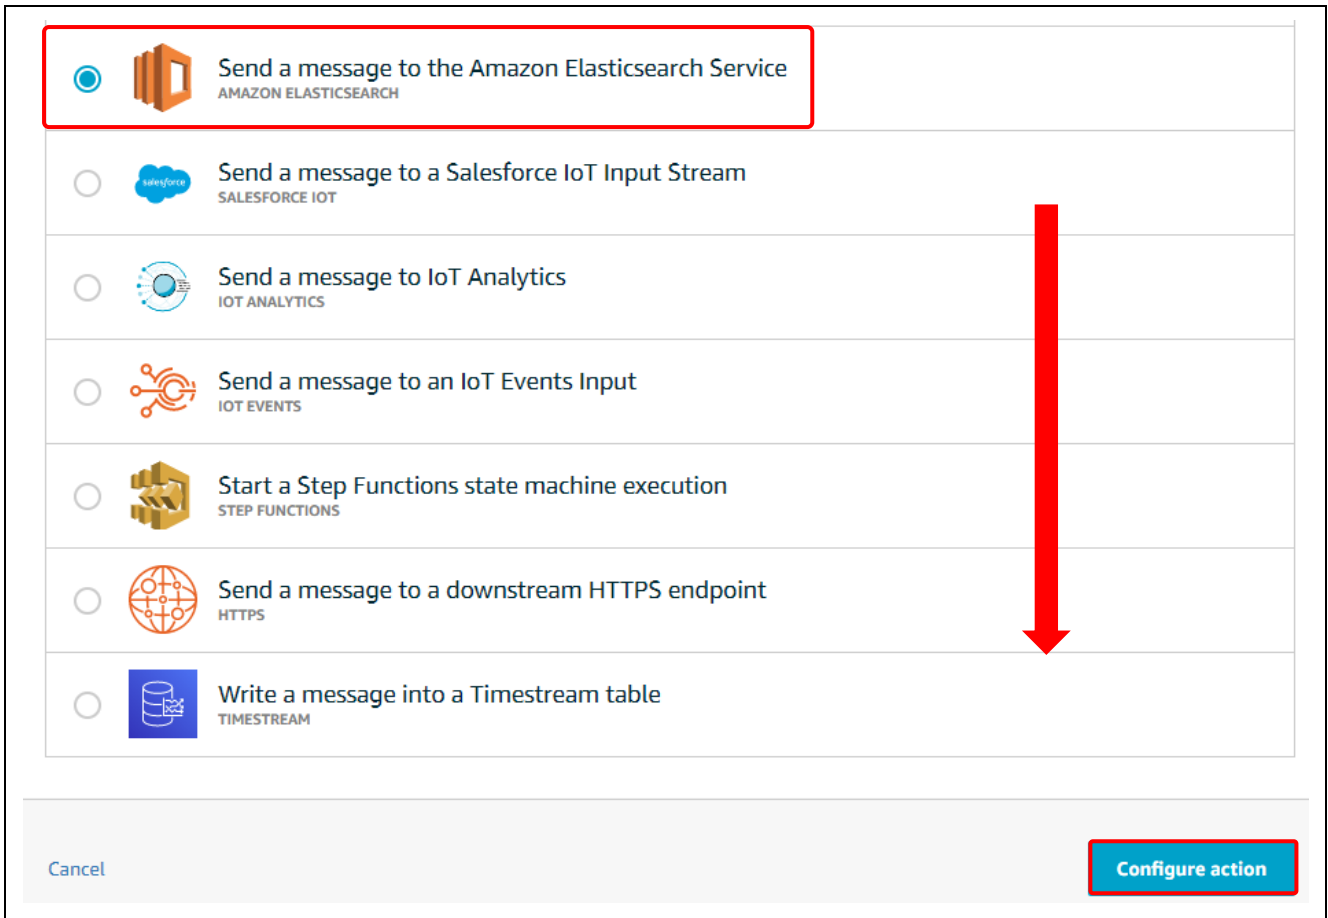 Send a message to the Amazon Elasticsearch Service
AMAZON ELASTICSEARCH
salesforce
Send a message to a Salesforce IoT Input Stream
SALESFORCE IOT
Send a message to IoT Analytics
IOT ANALYTICS
Send a message to an IoT Events Input
IOT EVENTS
Start a Step Functions state machine execution
STEP FUNCTIONS
Send a message to a downstream HTTPS endpoint
HTTPS
Write a message into a Timestream table
TIMESTREAM
Cancel
Configure action